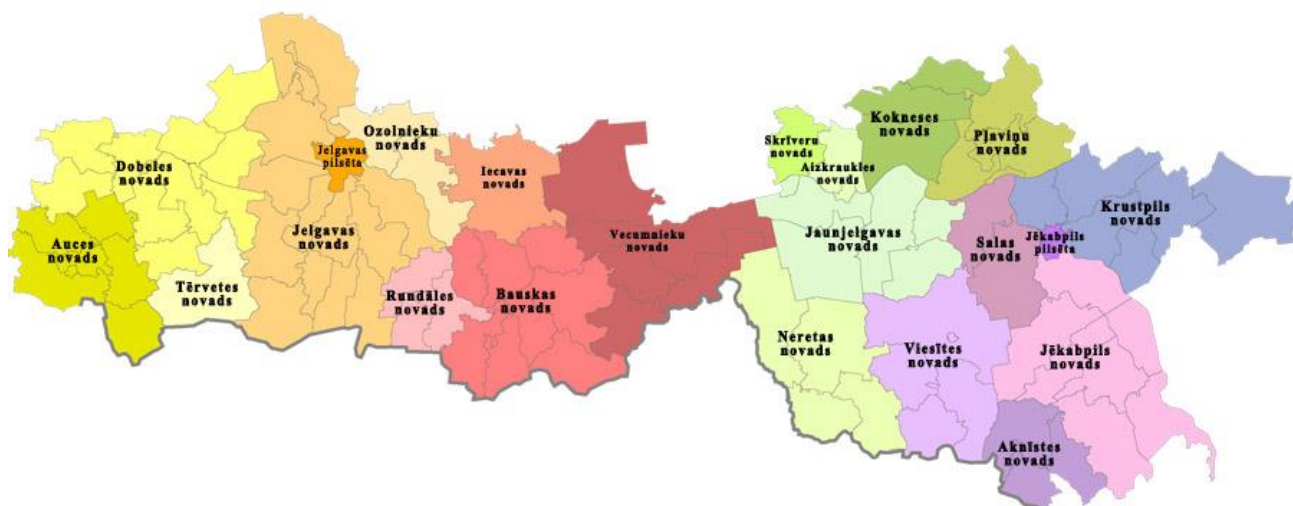 Dobeles
novads
Auces
novads
Tērvetes
novads
Jelgavas
pilsēta
Ozolnieku
novads
Jelgavas
novads
Iecavas
novads
Rundāles
novads
Bauskas
novads
Vecumnieku
novads
Skrīveru
novads
Aizkraukles
novads
Kokneses
novads
Pļaviņu
novads
Jaunjelgavas
novads
Salas
novads
Jēkabpils
pilsēta
Krustpils
novads
Neretas
novads
Viesītes
novads
Jēkabpils
novads
Aknīstes
novads